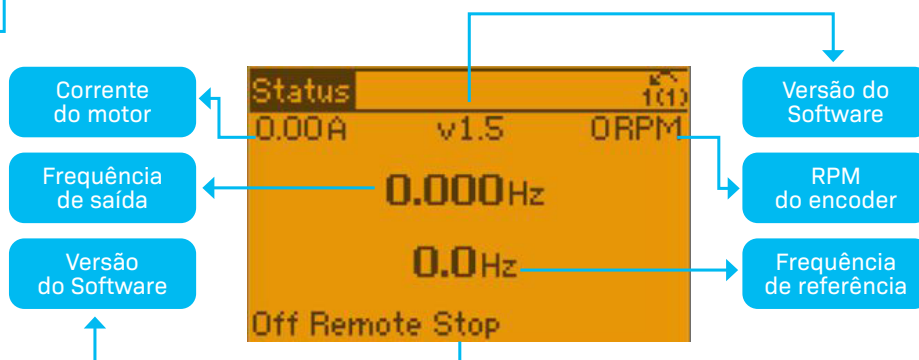 Corrente
do motor
Frequência
de saída
Versão
do Software
Status
1(1)
0.00A
v1.5
0RPM
0.000Hz
0.0Hz
Off Remote Stop
Versão do
Software
RPM
do encoder
Frequência
de referência